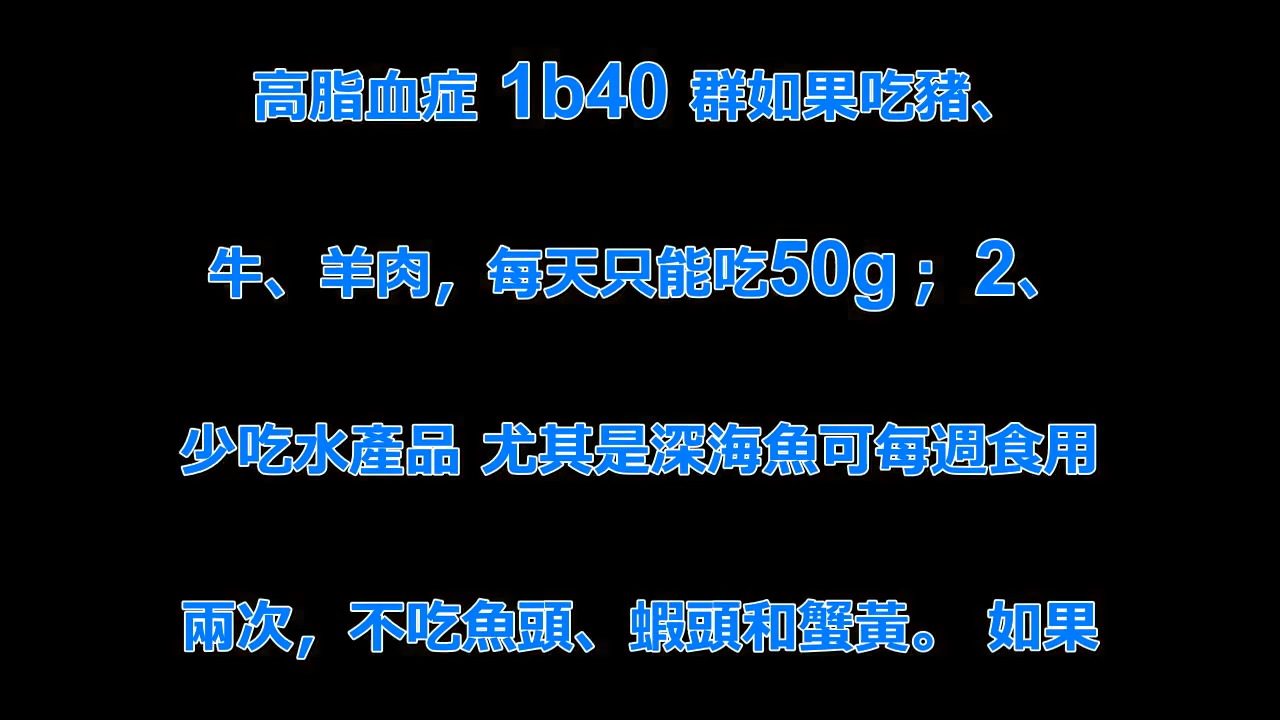 高脂血症 1b40 群如果吃豬、
牛、羊肉，每天只能吃50g； 2、
少吃水產品 尤其是深海魚可每週食用
兩次，不吃魚頭、蝦頭和蟹黃。 如果